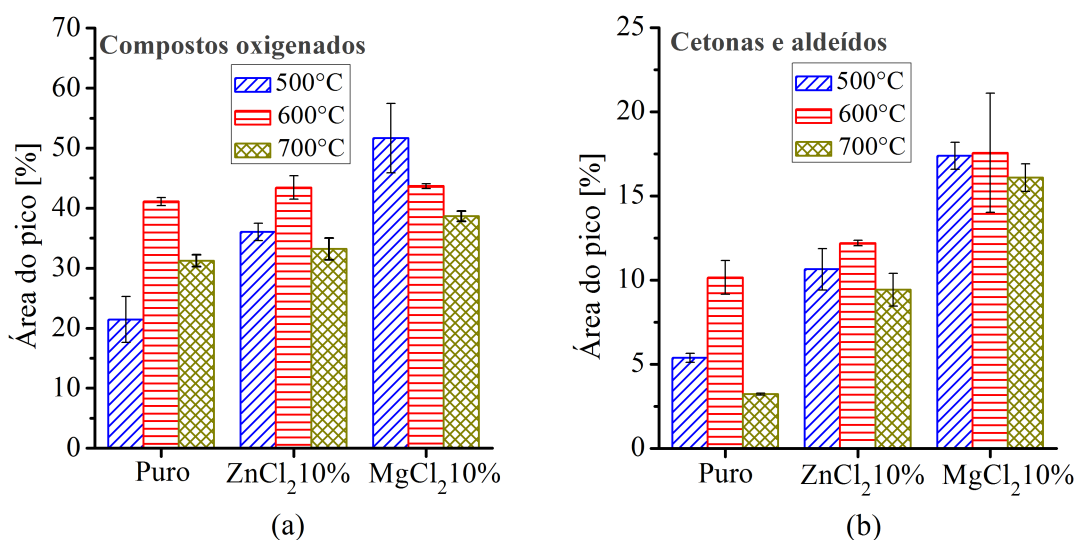 Compostos oxigenados
500°C
600°C
700°C
Área do pico [%]
70
60
50
40
30
20
10
0
Puro
ZnCl₂10%
MgCl₂10%
(a)
Cetonas e aldeídos
500°C
600°C
700°C
Área do pico [%]
25
20
15
10
5
0
Puro
ZnCl₂10%
MgCl₂10%
(b)